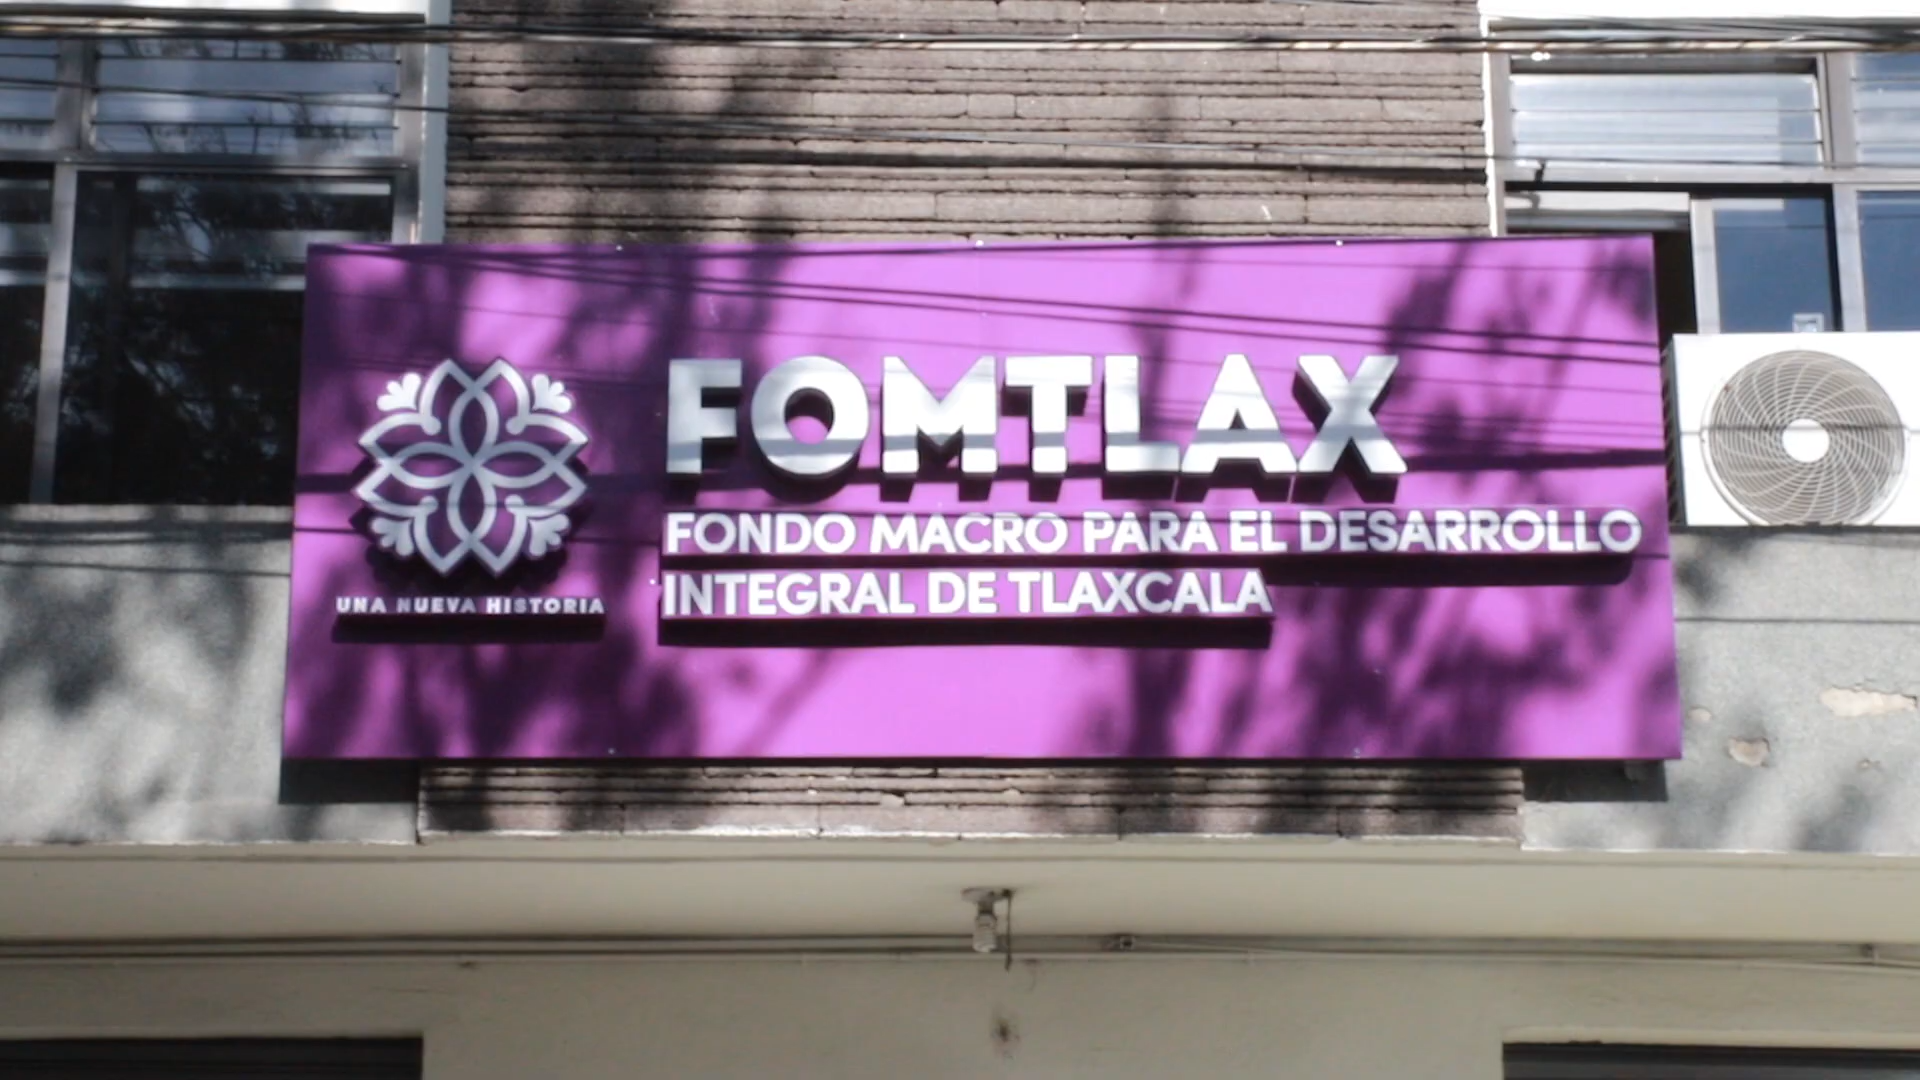 FOMTLAX
FONDO MACRO PARA EL DESARROLLO
INTEGRAL DE TLAXCALA
UNA NUEVA HISTORIA